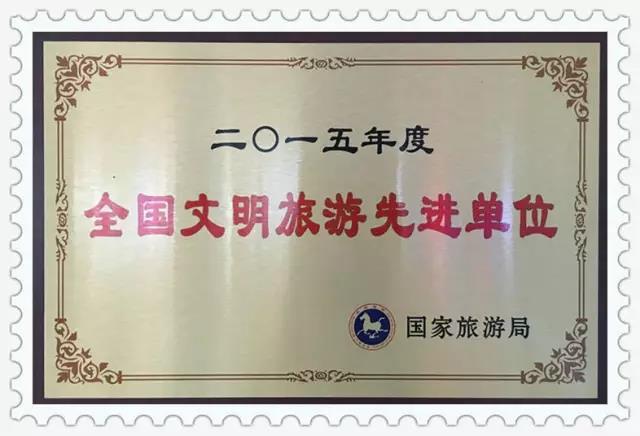 二〇一五年度
全国文明旅游先进单位
国家旅游局